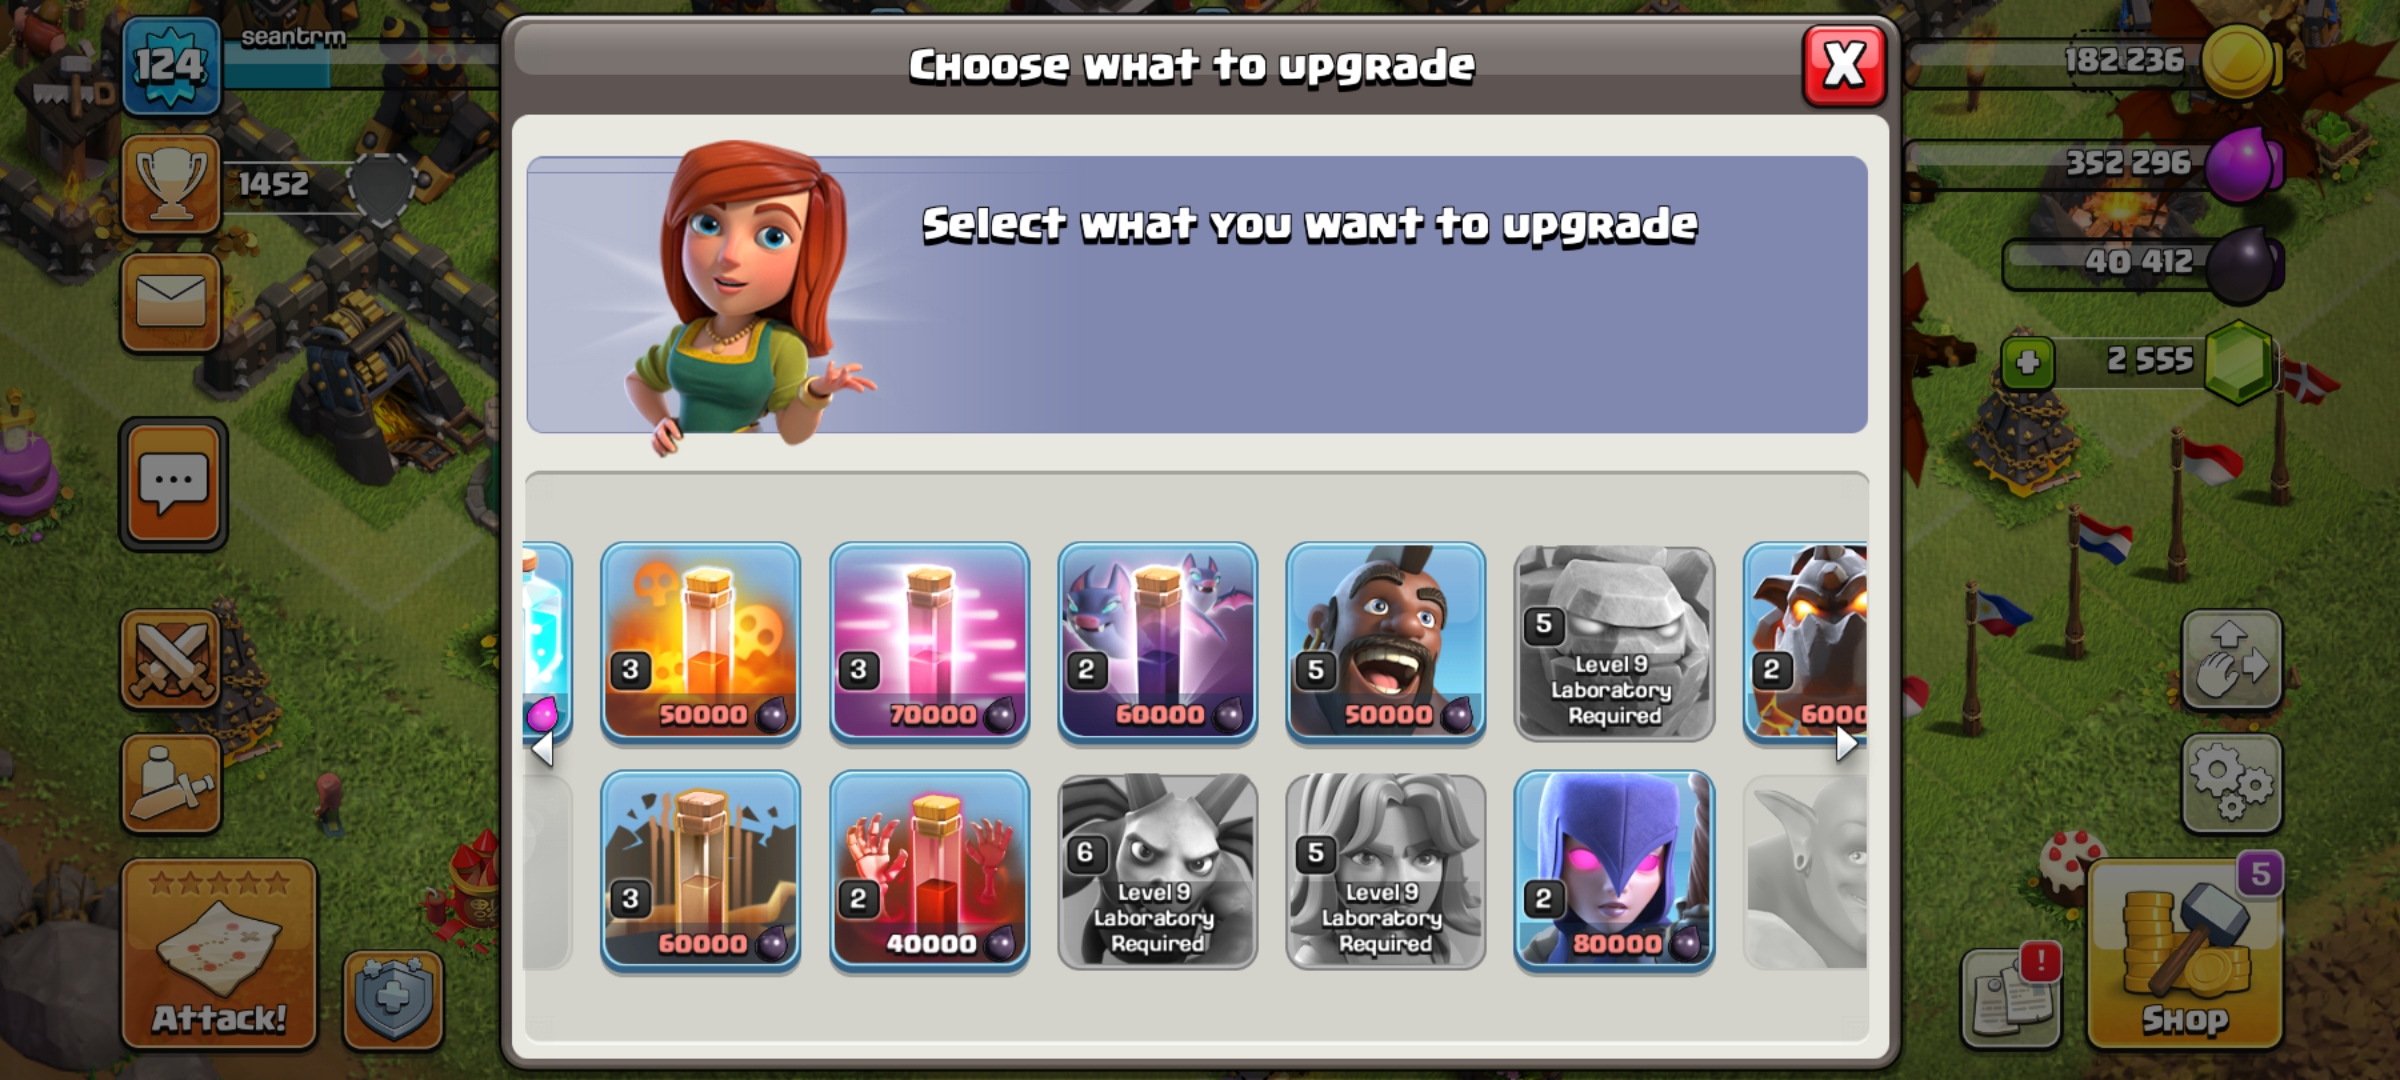 124
seantrm
Choose what to upgrade
X
182 236
1452
352 296
Select what you want to upgrade
40 412
2 555
3
50000
3
70000
2
60000
5
50000
5
Level 9
Laboratory
Required
2
6000
3
60000
2
40000
6
Level 9
Laboratory
Required
5
Level 9
Laboratory
Required
2
80000
Attack!
!
5
Shop